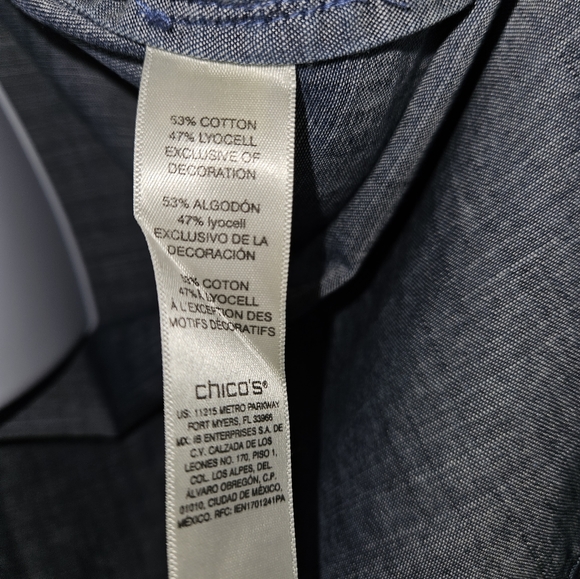 53% COTTON
47% LYOCELL
EXCLUSIVE OF
DECORATION
53% ALGODÓN
47% lyocell
EXCLUSIVO DE LA
DECORACIÓN
COTON
47% LYOCELL
À L'EXCEPTION DES
MOTIFS DÉCORATIFS
chico's®
US: 11215 METRO PARKWAY
FORT MYERS, FL 33966
MX: IB ENTERPRISES S.A. DE
C.V. CALZADA DE LOS
LEONES NO. 170, PISO 1,
COL. LOS ALPES, DEL.
ÁLVARO OBREGÓN, C.P.
01010, CIUDAD DE MÉXICO,
MÉXICO. RFC: IEN1701241PA